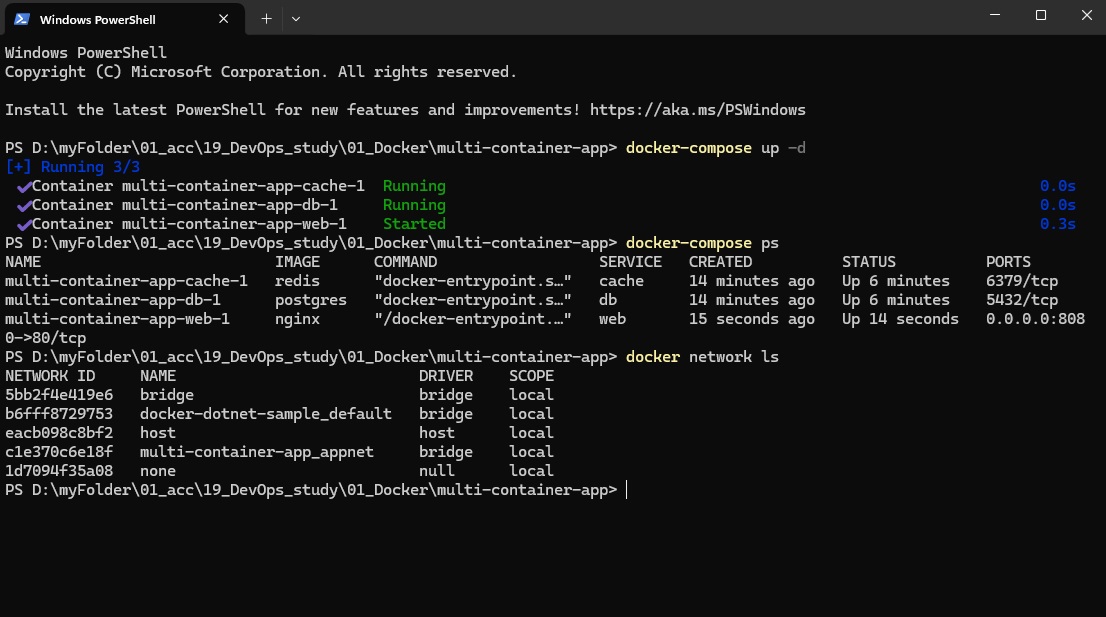 Windows PowerShell
Windows PowerShell
Copyright (C) Microsoft Corporation. All rights reserved.
Install the latest PowerShell for new features and improvements! https://aka.ms/PSWindows
PS D:\myFolder\01_acc\19_DevOps_study\01_Docker\multi-container-app> docker-compose up -d
[+] Running 3/3
✔Container multi-container-app-cache-1  Running 0.0s
✔Container multi-container-app-db-1     Running 0.0s
✔Container multi-container-app-web-1    Started 0.3s
PS D:\myFolder\01_acc\19_DevOps_study\01_Docker\multi-container-app> docker-compose ps
NAME                          IMAGE      COMMAND                  SERVICE   CREATED          STATUS          PORTS
multi-container-app-cache-1   redis      "docker-entrypoint.s…"   cache     14 minutes ago   Up 6 minutes    6379/tcp
multi-container-app-db-1      postgres   "docker-entrypoint.s…"   db        14 minutes ago   Up 6 minutes    5432/tcp
multi-container-app-web-1     nginx      "/docker-entrypoint.…"   web       15 seconds ago   Up 14 seconds   0.0.0.0:808
0->80/tcp
PS D:\myFolder\01_acc\19_DevOps_study\01_Docker\multi-container-app> docker network ls
NETWORK ID     NAME                           DRIVER    SCOPE
5bb2f4e419e6   bridge                         bridge    local
b6fff8729753   docker-dotnet-sample_default   bridge    local
eacb098c8bf2   host                           host      local
c1e370c6e18f   multi-container-app_appnet     bridge    local
1d7094f35a08   none                           null      local
PS D:\myFolder\01_acc\19_DevOps_study\01_Docker\multi-container-app>